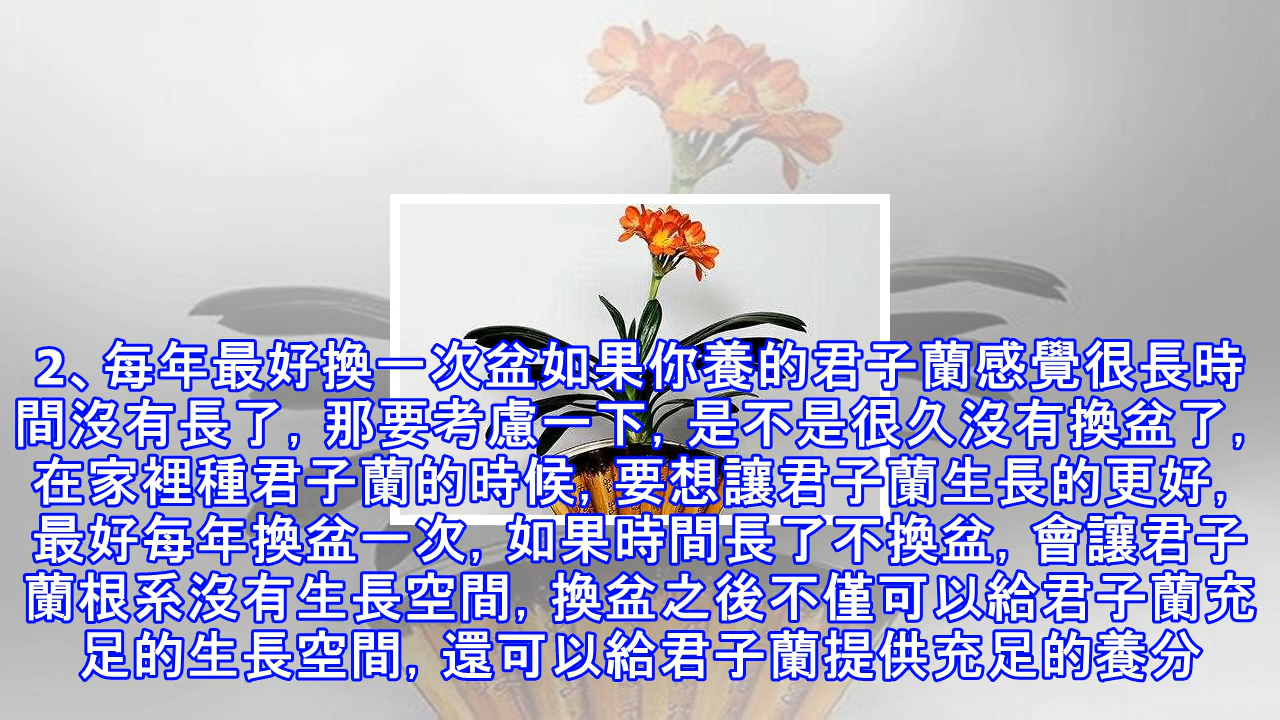 2、每年最好換一次盆如果你養的君子蘭感覺很長時
間沒有長了, 那要考慮一下, 是不是很久沒有換盆了,
在家裡種君子蘭的時候, 要想讓君子蘭生長的更好,
最好每年換盆一次, 如果時間長了不換盆, 會讓君子
蘭根系沒有生長空間, 換盆之後不僅可以給君子蘭充
足的生長空間, 還可以給君子蘭提供充足的養分